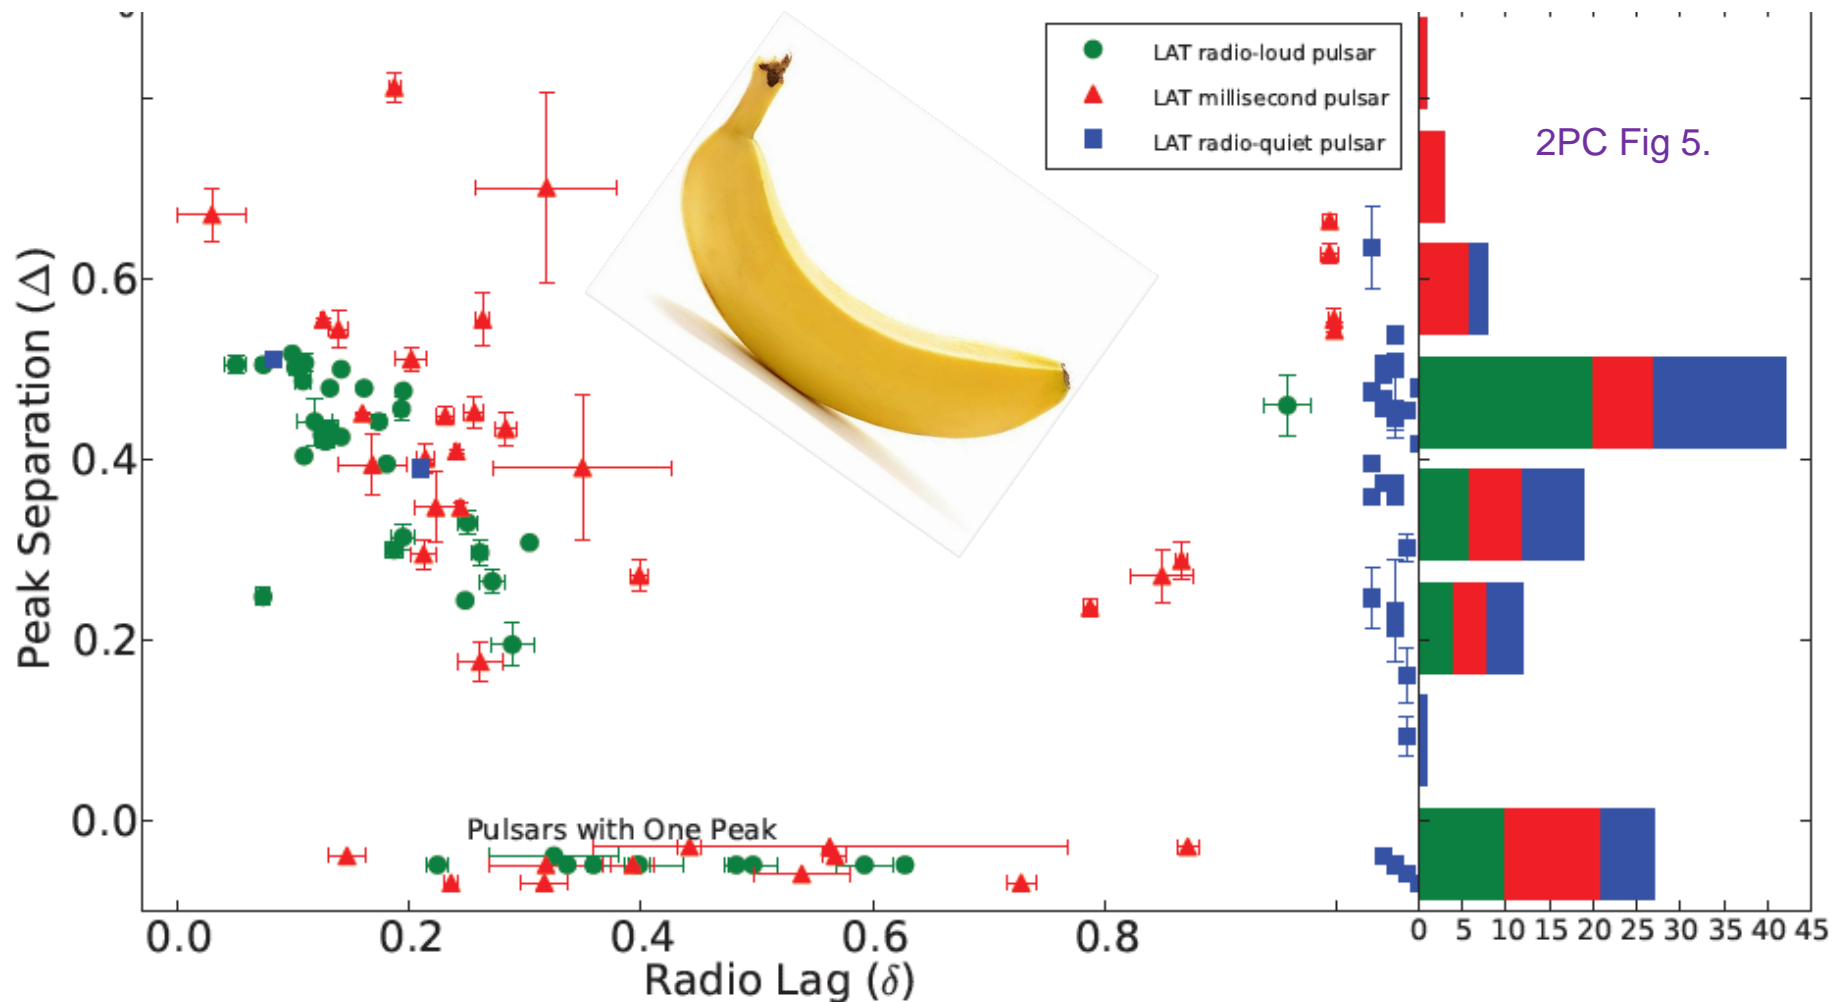 LAT radio-loud pulsar
LAT millisecond pulsar
LAT radio-quiet pulsar
2PC Fig 5.
Peak Separation (Δ)
0.6
0.4
0.2
0.0
Pulsars with One Peak
0.0 0.2 0.4 0.6 0.8
0 5 10 15 20 25 30 35 40 45
Radio Lag (δ)